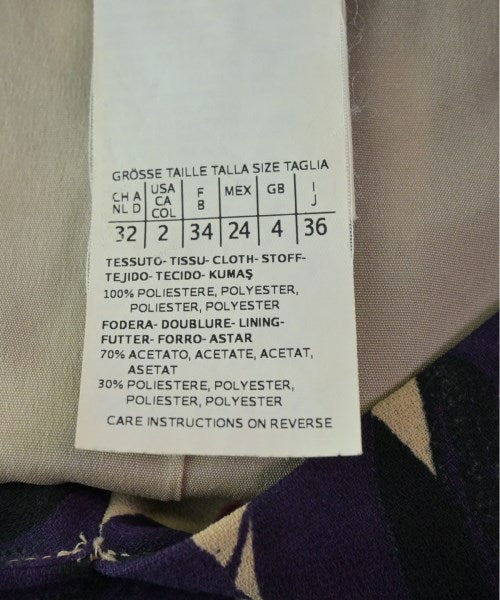 GRÖSSE TAILLE TALLA SIZE TAGLIA
CH A NL D | USA CA COL | F B | MEX | GB | I J
32 | 2 | 34 | 24 | 4 | 36
TESSUTO- TISSU- CLOTH- STOFF-
TEJIDO- TECIDO- KUMAŞ
100% POLIESTERE, POLYESTER,
POLIESTER, POLYESTER
FODERA- DOUBLURE- LINING-
FUTTER- FORRO- ASTAR
70% ACETATO, ACETATE, ACETAT,
ASETAT
30% POLIESTERE, POLYESTER,
POLIESTER, POLYESTER
CARE INSTRUCTIONS ON REVERSE